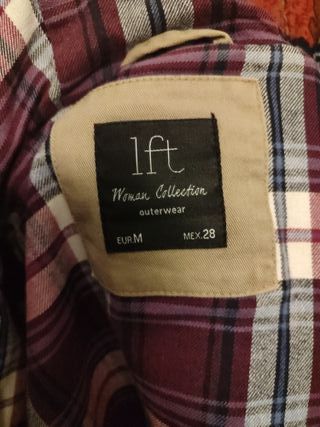 lft
Woman Collection
outerwear
EUR.M MEX.28